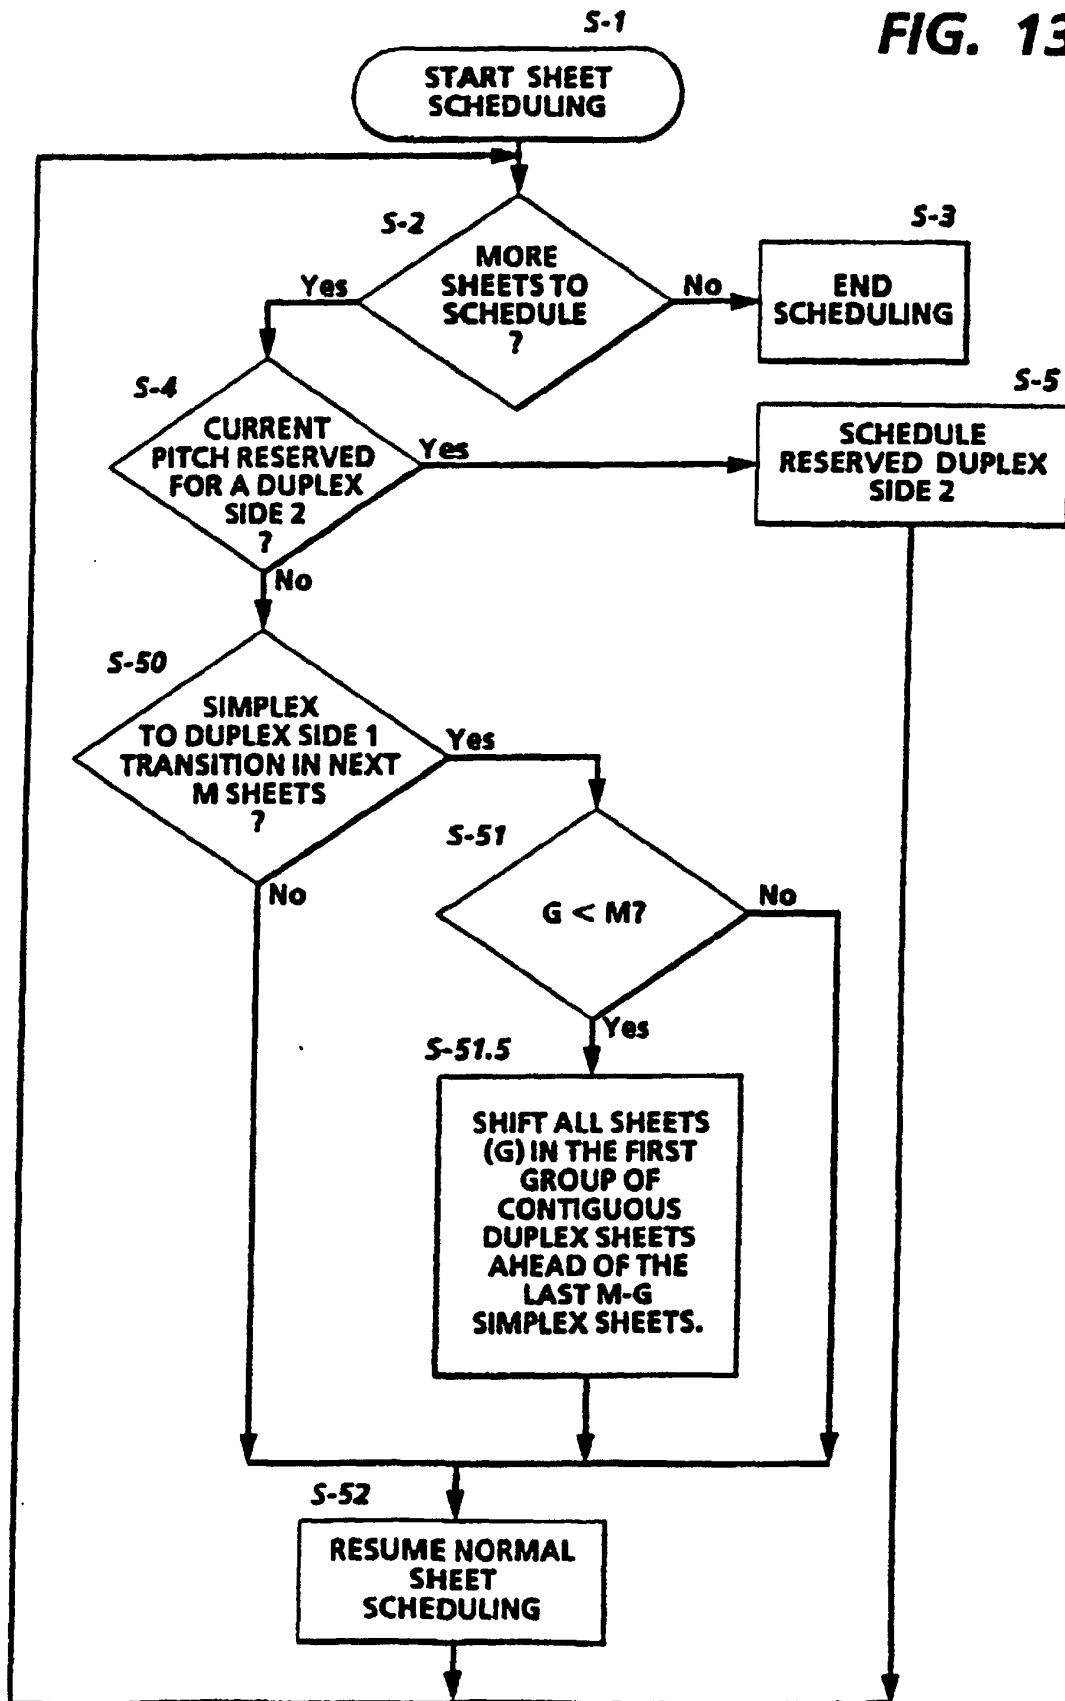 FIG. 13
S-1
START SHEET
SCHEDULING
S-2
MORE
SHEETS TO
SCHEDULE
?
Yes
No
S-3
END
SCHEDULING
S-4
CURRENT
PITCH RESERVED
FOR A DUPLEX
SIDE 2
?
Yes
No
S-5
SCHEDULE
RESERVED DUPLEX
SIDE 2
S-50
SIMPLEX
TO DUPLEX SIDE 1
TRANSITION IN NEXT
M SHEETS
?
Yes
No
S-51
G < M?
No
Yes
S-51.5
SHIFT ALL SHEETS
(G) IN THE FIRST
GROUP OF
CONTIGUOUS
DUPLEX SHEETS
AHEAD OF THE
LAST M-G
SIMPLEX SHEETS.
S-52
RESUME NORMAL
SHEET
SCHEDULING